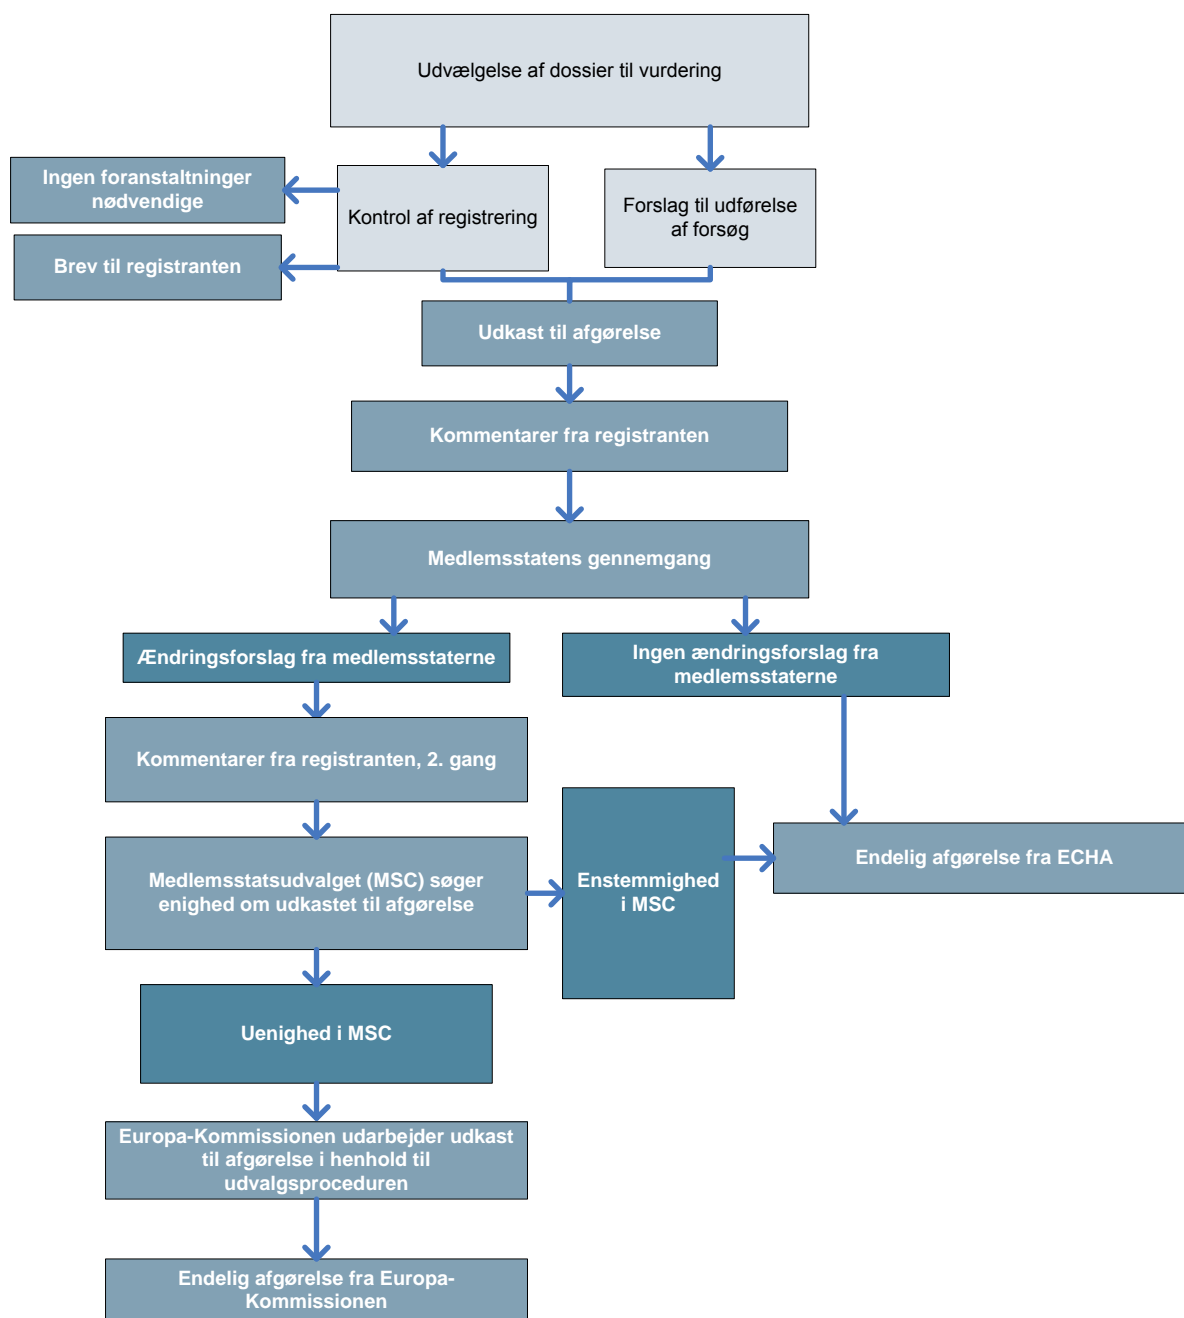 Udvælgelse af dossier til vurdering
Ingen foranstaltninger
nødvendige
Kontrol af registrering
Forslag til udførelse
af forsøg
Brev til registranten
Udkast til afgørelse
Kommentarer fra registranten
Medlemsstatens gennemgang
Ændringsforslag fra medlemsstaterne
Ingen ændringforslag fra
medlemsstaterne
Kommentarer fra registranten, 2. gang
Medlemsstatsudvalget (MSC) søger
enighed om udkastet til afgørelse
Enstemmighed
i MSC
Endelig afgørelse fra ECHA
Uenighed i MSC
Europa-Kommissionen udarbejder udkast
til afgørelse i henhold til
udvalgsproceduren
Endelig afgørelse fra Europa-
Kommissionen